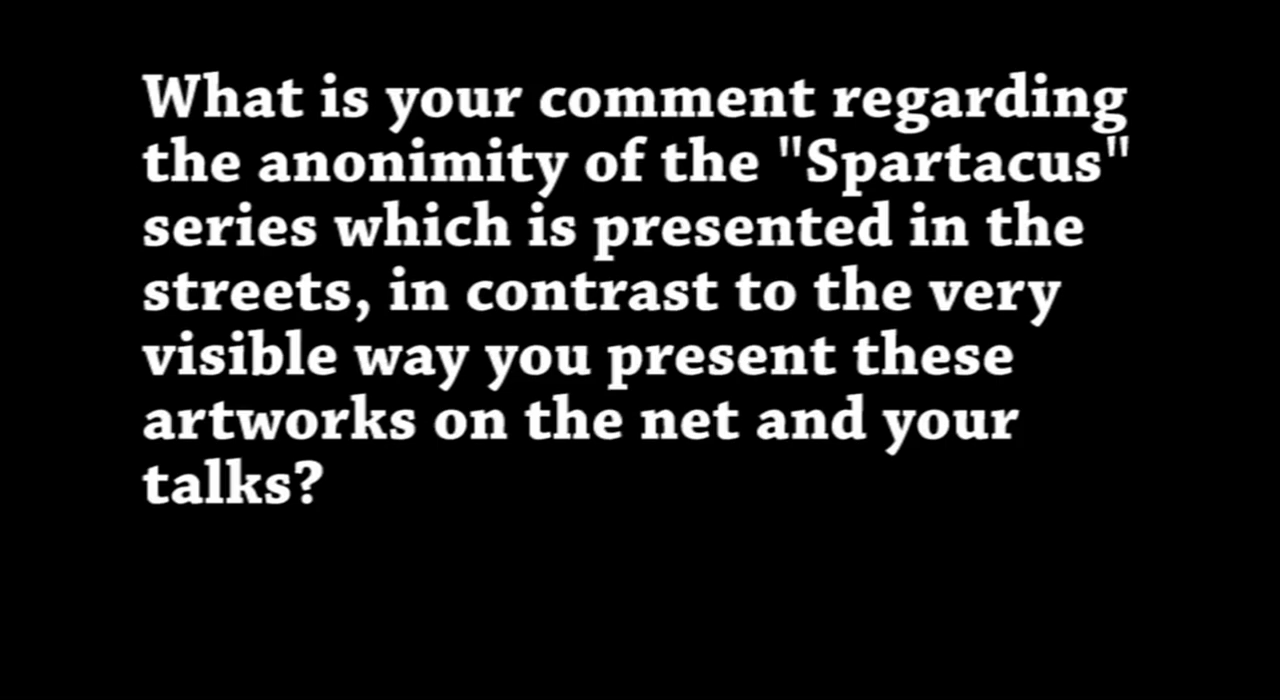 What is your comment regarding
the anonimity of the "Spartacus"
series which is presented in the
streets, in contrast to the very
visible way you present these
artworks on the net and your
talks?